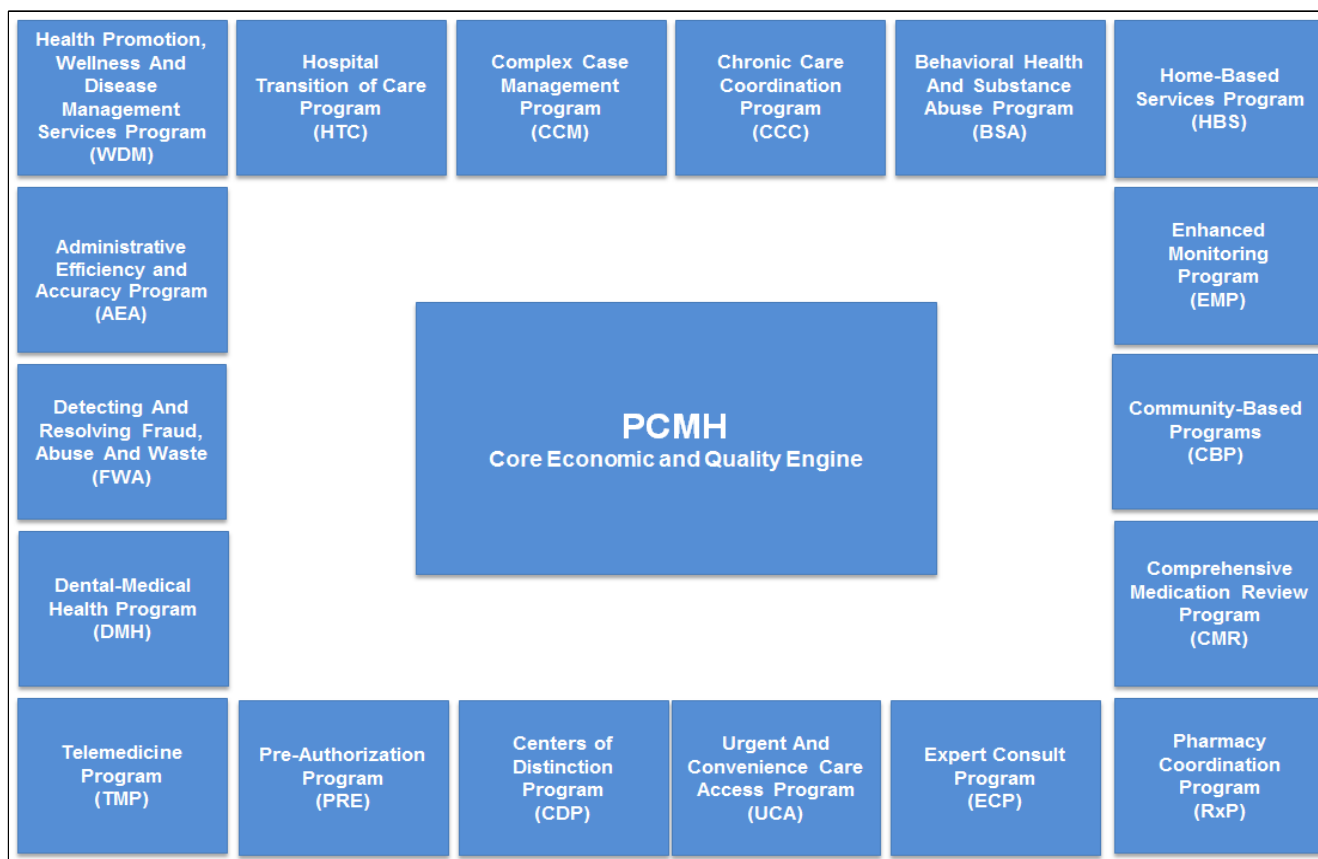 Health Promotion,
Wellness And
Disease
Management
Services Program
(WDM)
Hospital
Transition of Care
Program
(HTC)
Complex Case
Management
Program
(CCM)
Chronic Care
Coordination
Program
(CCC)
Behavioral Health
And Substance
Abuse Program
(BSA)
Home-Based
Services Program
(HBS)
Administrative
Efficiency and
Accuracy Program
(AEA)
Enhanced
Monitoring
Program
(EMP)
PCMH
Core Economic and Quality Engine
Detecting And
Resolving Fraud,
Abuse And Waste
(FWA)
Community-Based
Programs
(CBP)
Dental-Medical
Health Program
(DMH)
Comprehensive
Medication Review
Program
(CMR)
Telemedicine
Program
(TMP)
Pre-Authorization
Program
(PRE)
Centers of
Distinction
Program
(CDP)
Urgent And
Convenience Care
Access Program
(UCA)
Expert Consult
Program
(ECP)
Pharmacy
Coordination
Program
(RxP)